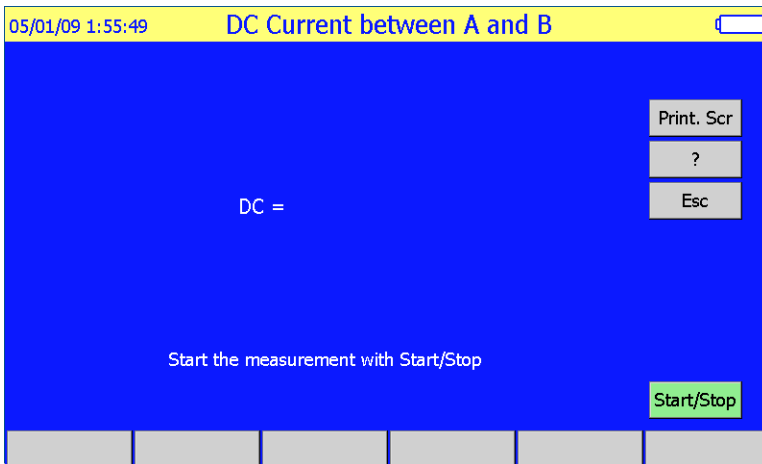 05/01/09 1:55:49 DC Current between A and B
Print. Scr
?
Esc
DC =
Start the measurement with Start/Stop
Start/Stop